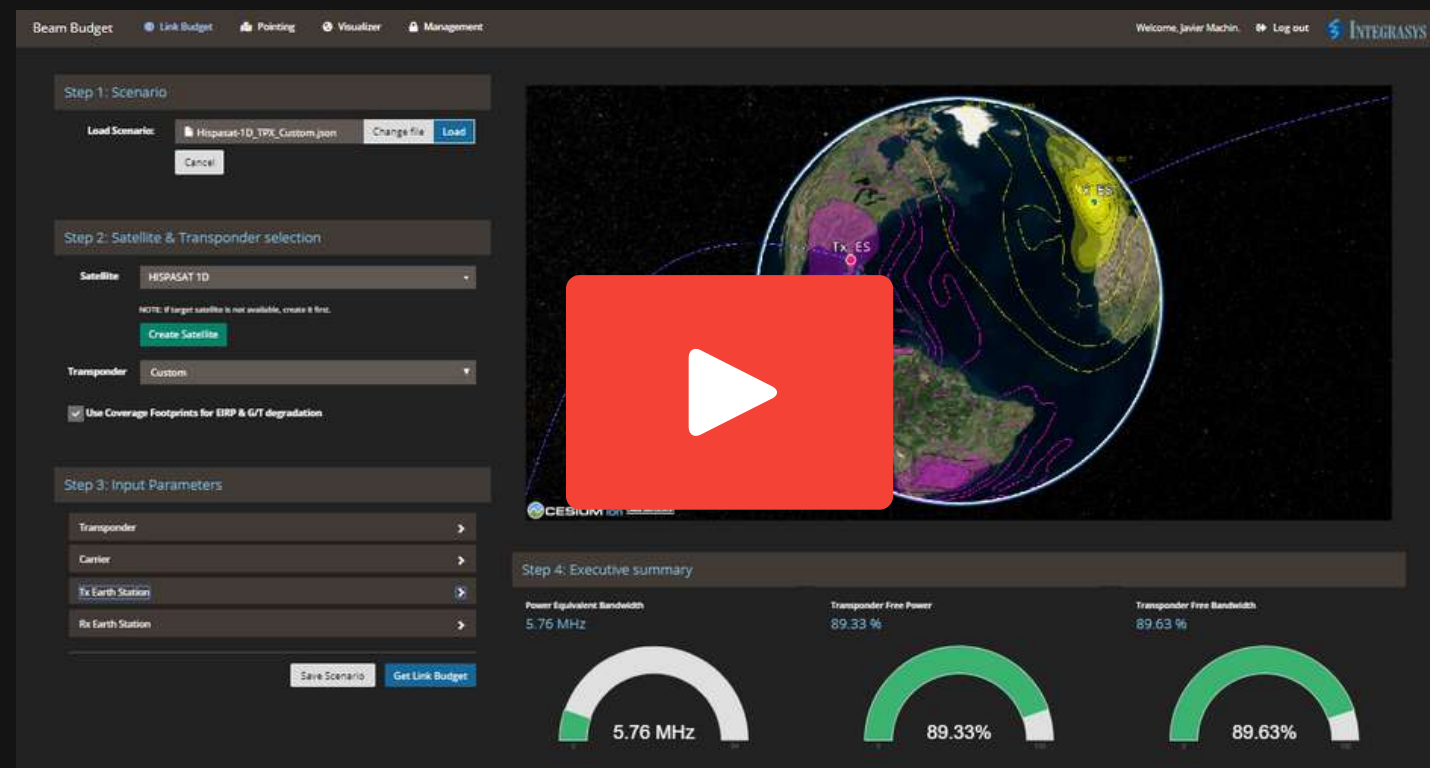 Beam Budget
Link Budget
Pointing
Visualizer
Management
Welcome, Javier Machin.
Log out
INTEGRASYS
Step 1: Scenario
Load Scenario:
Hispasat-1D_TPX_Custom.json
Change file
Load
Cancel
Step 2: Satellite & Transponder selection
Satellite
HISPASAT 1D
NOTE: If target satellite is not available, create it first.
Create Satellite
Transponder
Custom
Use Coverage Footprints for EIRP & G/T degradation
Step 3: Input Parameters
Transponder
Carrier
Tx Earth Station
Rx Earth Station
Save Scenario
Get Link Budget
Tx_ES
CESIUM ion
Step 4: Executive summary
Power Equivalent Bandwidth
5.76 MHz
Transponder Free Power
89.33 %
Transponder Free Bandwidth
89.63 %
5.76 MHz
89.33%
89.63%